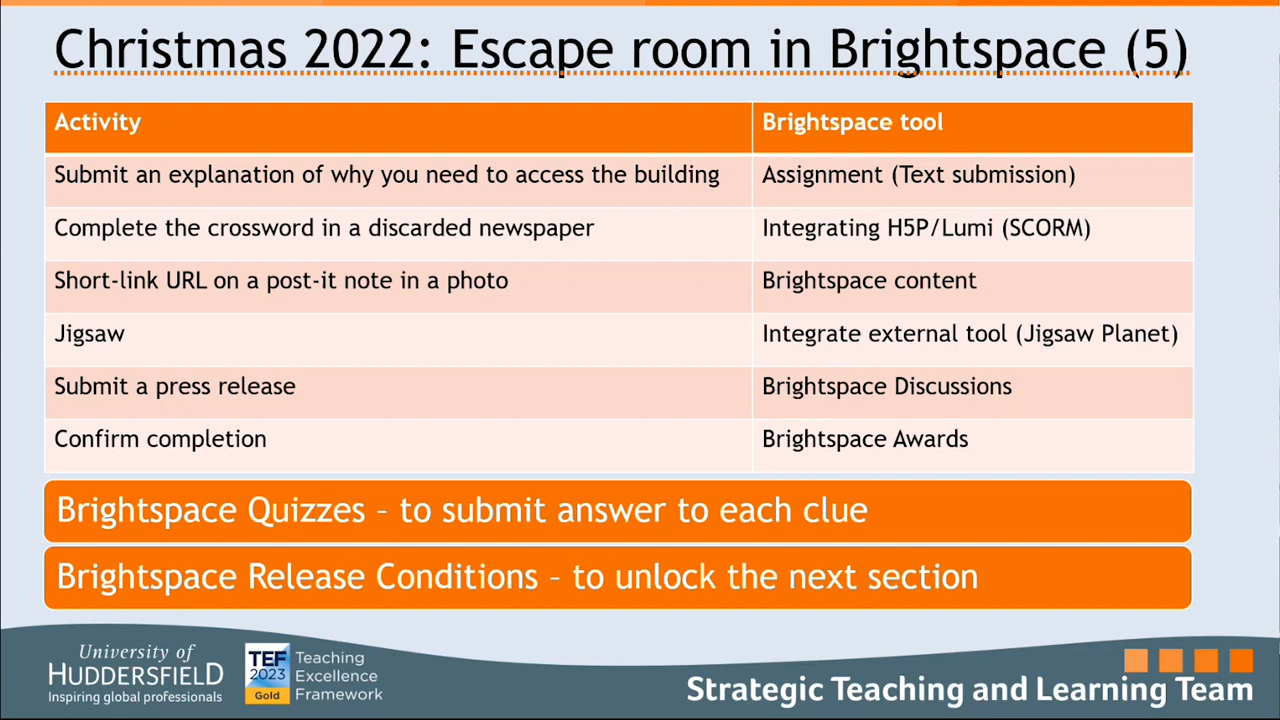 Christmas 2022: Escape room in Brightspace (5)
Activity Brightspace tool
Submit an explanation of why you need to access the building Assignment (Text submission)
Complete the crossword in a discarded newspaper Integrating H5P/Lumi (SCORM)
Short-link URL on a post-it note in a photo Brightspace content
Jigsaw Integrate external tool (Jigsaw Planet)
Submit a press release Brightspace Discussions
Confirm completion Brightspace Awards
Brightspace Quizzes – to submit answer to each clue
Brightspace Release Conditions – to unlock the next section
University of
HUDDERSFIELD
Inspiring global professionals
TEF
2023
Gold
Teaching
Excellence
Framework
Strategic Teaching and Learning Team